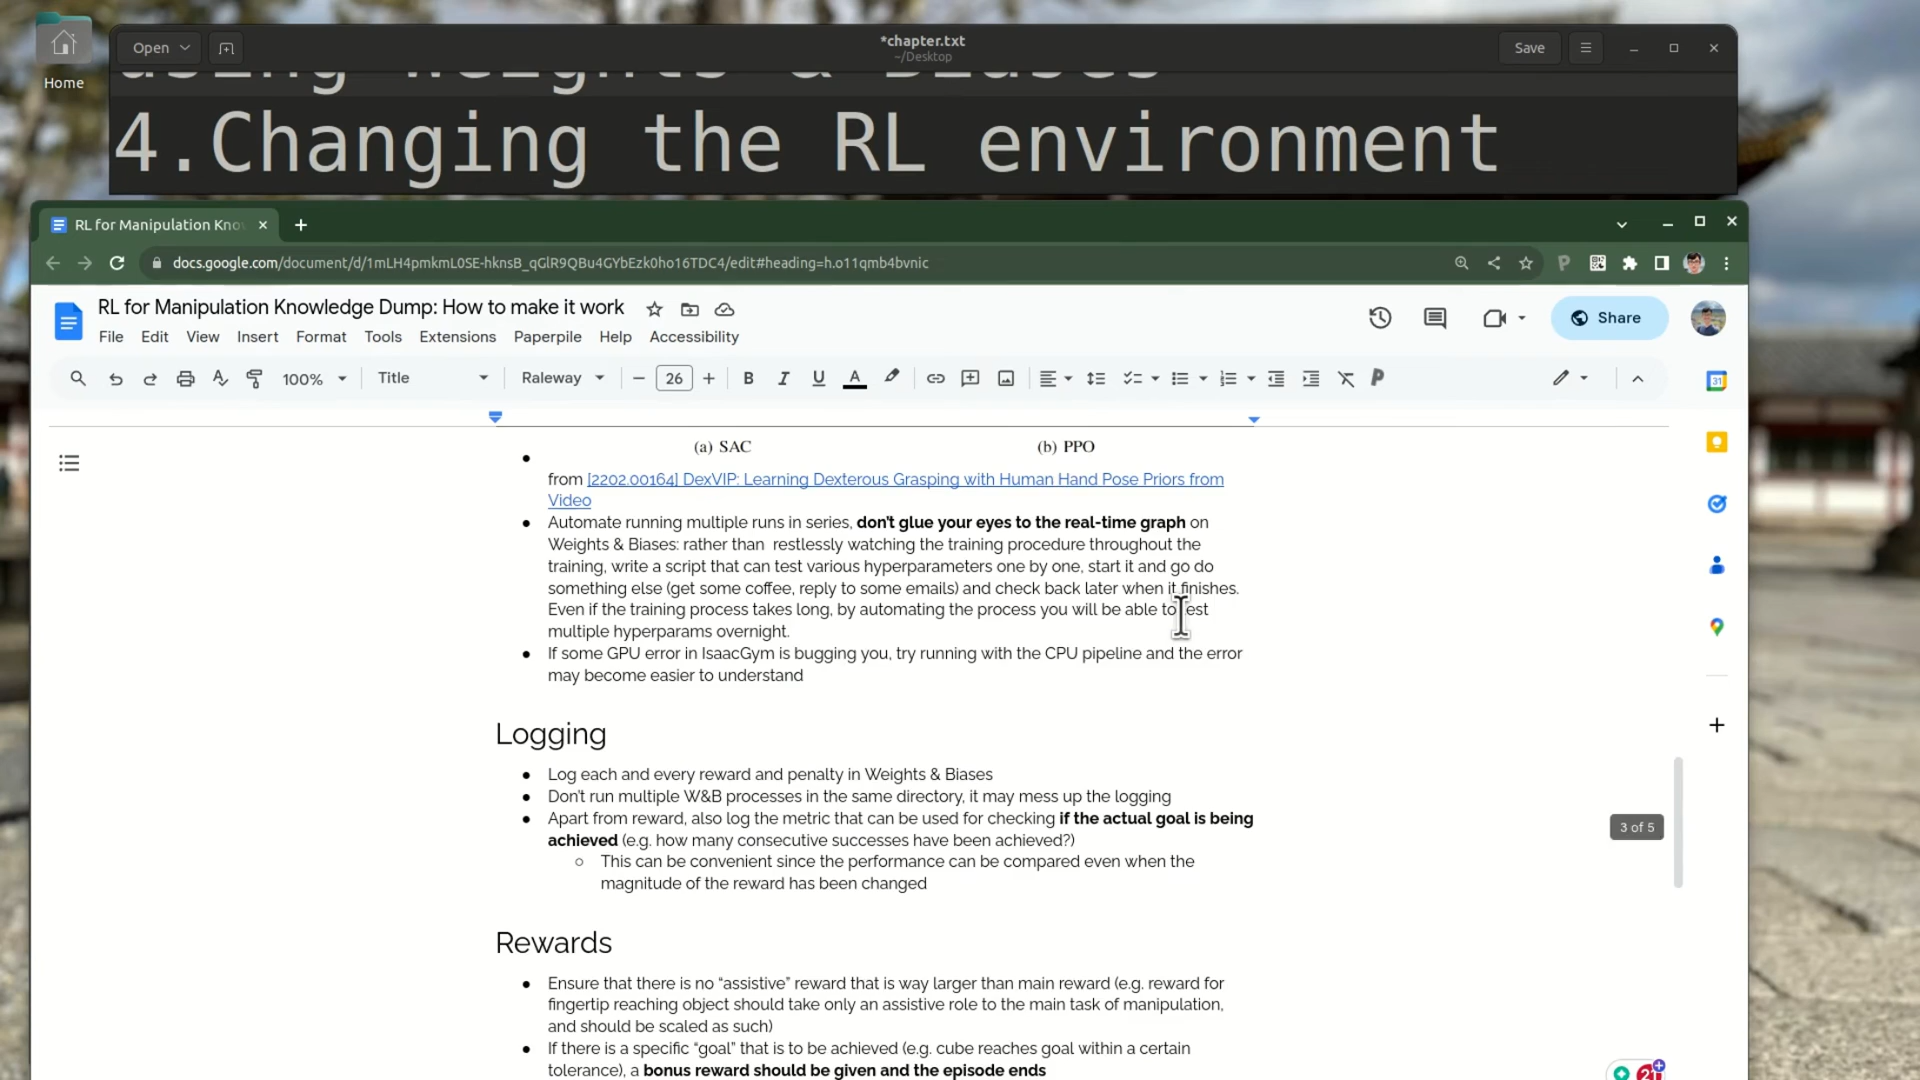 Home
Open
*chapter.txt
~/Desktop
Save
using Weights & Biases
4.Changing the RL environment
RL for Manipulation Kno
docs.google.com/document/d/1mLH4pmkmL0SE-hknsB_qGlR9QBu4GYbEzk0ho16TDC4/edit#heading=h.o11qmb4bvnic
RL for Manipulation Knowledge Dump: How to make it work
File Edit View Insert Format Tools Extensions Paperpile Help Accessibility
Share
100% Title Raleway 26
31
(a) SAC (b) PPO
from [2202.00164] DexVIP: Learning Dexterous Grasping with Human Hand Pose Priors from
Video
Automate running multiple runs in series, don't glue your eyes to the real-time graph on
Weights & Biases: rather than restlessly watching the training procedure throughout the
training, write a script that can test various hyperparameters one by one, start it and go do
something else (get some coffee, reply to some emails) and check back later when it finishes.
Even if the training process takes long, by automating the process you will be able to test
multiple hyperparams overnight.
If some GPU error in IsaacGym is bugging you, try running with the CPU pipeline and the error
may become easier to understand
Logging
Log each and every reward and penalty in Weights & Biases
Don't run multiple W&B processes in the same directory, it may mess up the logging
Apart from reward, also log the metric that can be used for checking if the actual goal is being
achieved (e.g. how many consecutive successes have been achieved?)
This can be convenient since the performance can be compared even when the
magnitude of the reward has been changed
3 of 5
Rewards
Ensure that there is no “assistive” reward that is way larger than main reward (e.g. reward for
fingertip reaching object should take only an assistive role to the main task of manipulation,
and should be scaled as such)
If there is a specific “goal” that is to be achieved (e.g. cube reaches goal within a certain
tolerance), a bonus reward should be given and the episode ends